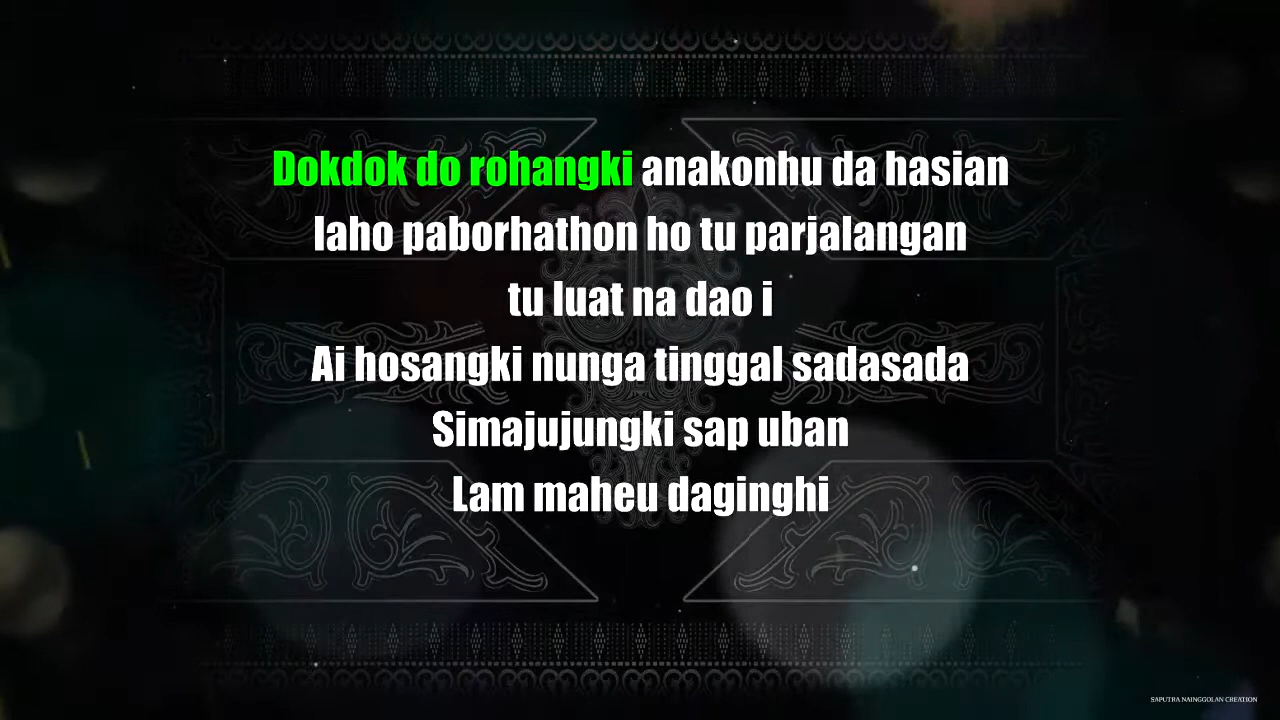 Dokdok do rohangki anakonhu da hasian
laho paborhathon ho tu parjalangan
tu luat na dao i
Ai hosangki nunga tinggal sadasada
Simajujungki sap uban
Lam maheu daginghi
SAPUTRA NAINGGOLAN CREATION